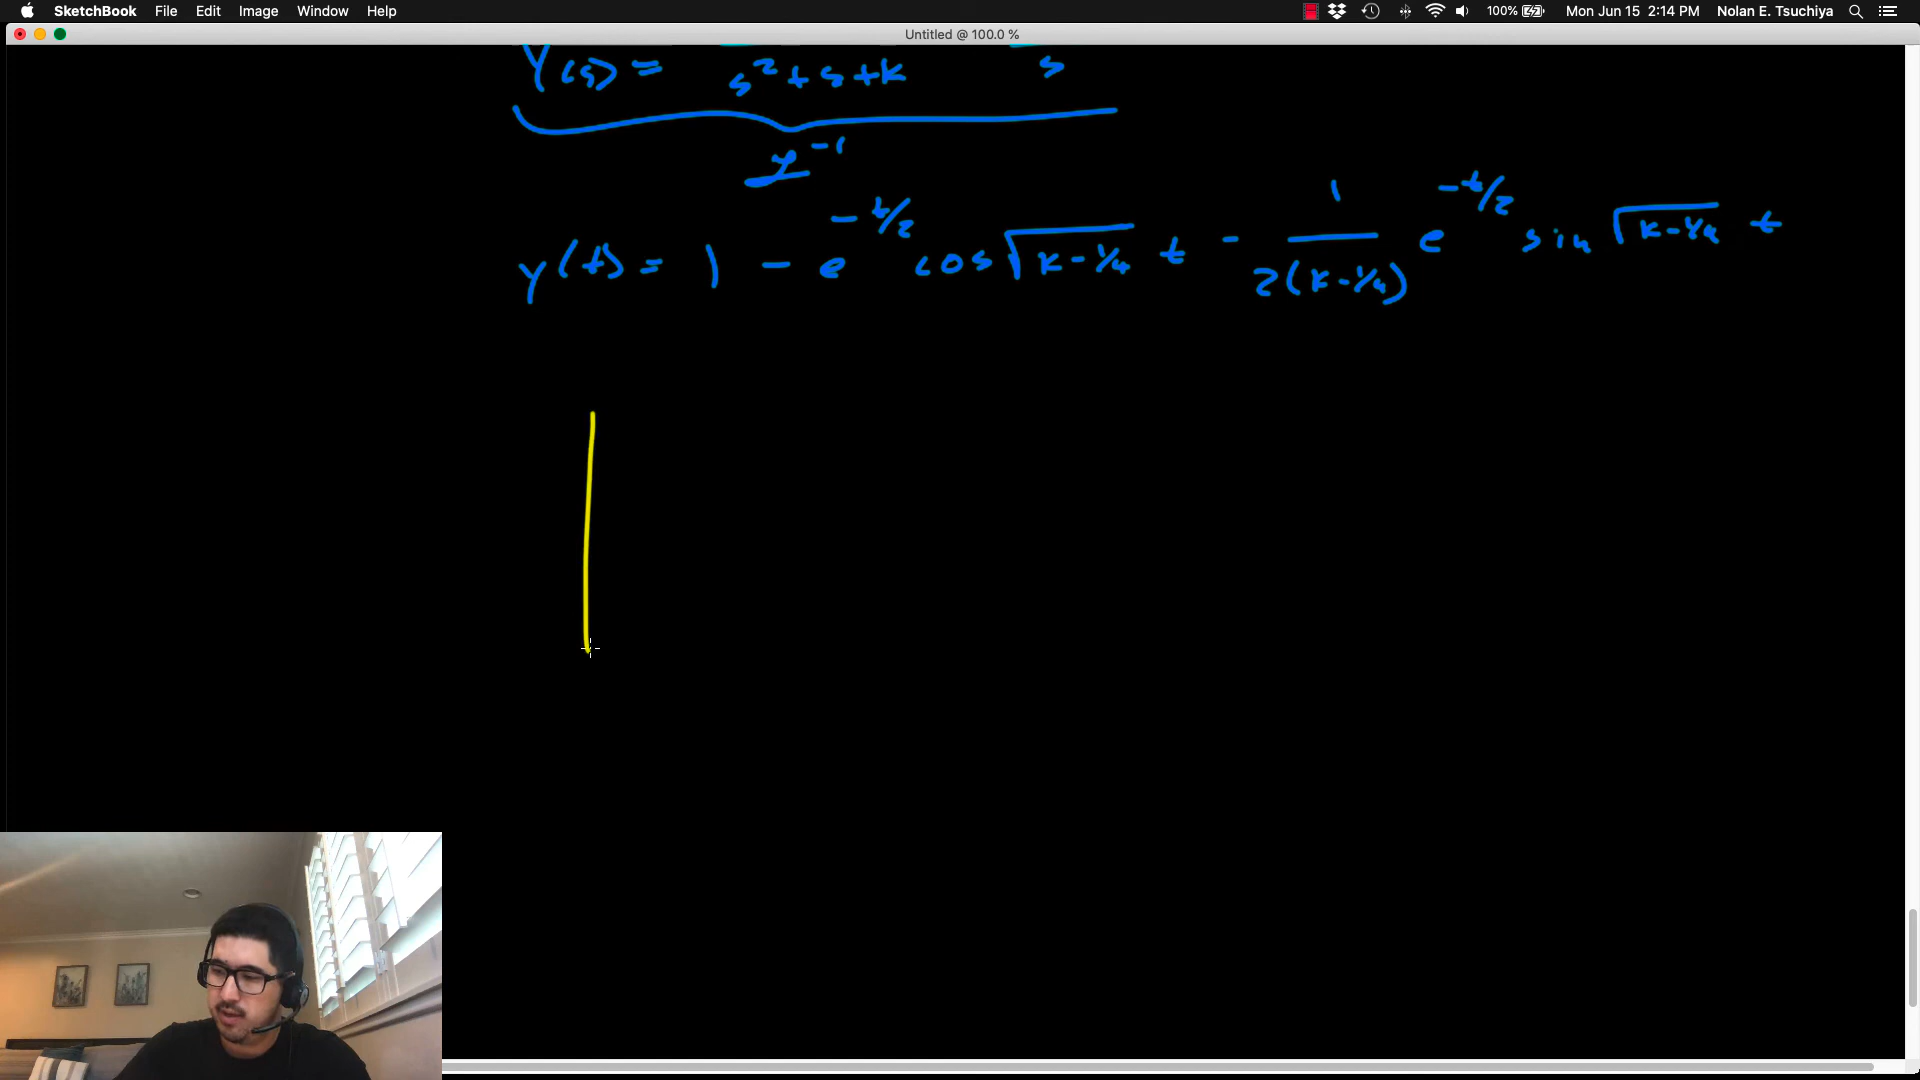 SketchBook File Edit Image Window Help 100% Mon Jun 15 2:14 PM Nolan E. Tsuchiya
Untitled @ 100.0 %
Y(s) = s² + s + k s
𝓛⁻¹
y(t) = 1 - e^(-t/2) cos √(k - 1/4) t - 1/(2(k - 1/4)) e^(-t/2) sin √(k - 1/4) t